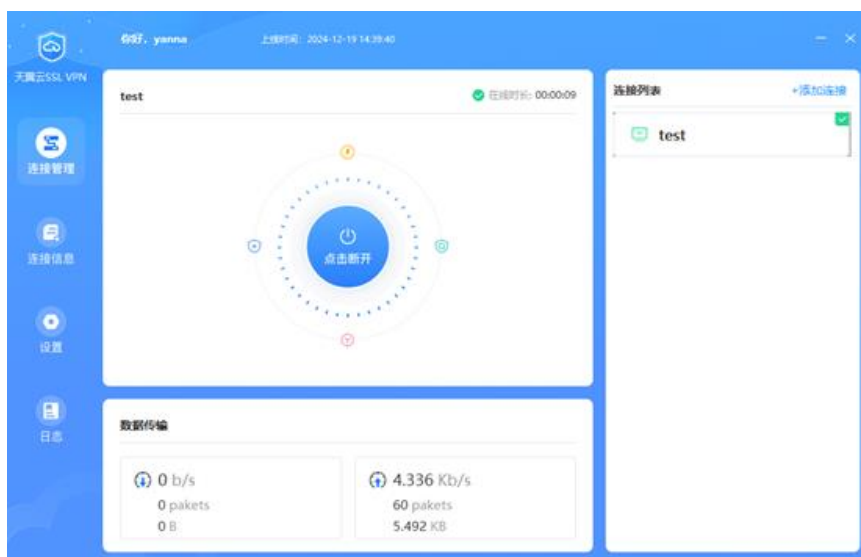 你好，yanna
上线时间：2024-12-19 14:39:40
天翼云SSL VPN
连接管理
连接信息
设置
日志
test
在线时长：00:00:09
点击断开
数据传输
0 b/s
0 pakets
0 B
4.336 Kb/s
60 pakets
5.492 KB
连接列表
+添加连接
test